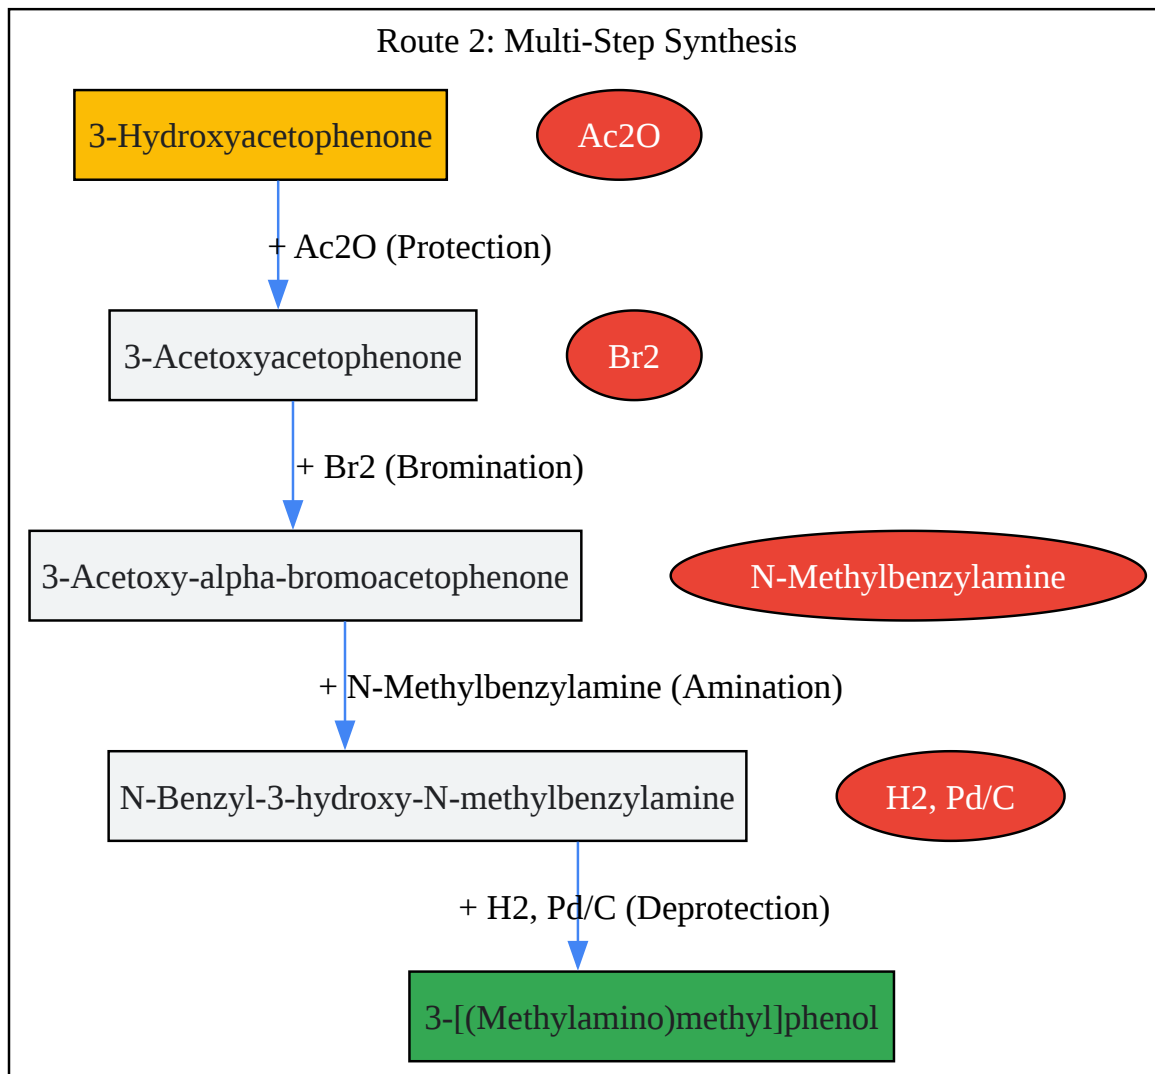 Route 2: Multi-Step Synthesis
3-Hydroxyacetophenone
Ac2O
+ Ac2O (Protection)
3-Acetoxyacetophenone
Br2
+ Br2 (Bromination)
3-Acetoxy-alpha-bromoacetophenone
N-Methylbenzylamine
+ N-Methylbenzylamine (Amination)
N-Benzyl-3-hydroxy-N-methylbenzylamine
H2, Pd/C
+ H2, Pd/C (Deprotection)
3-[(Methylamino)methyl]phenol